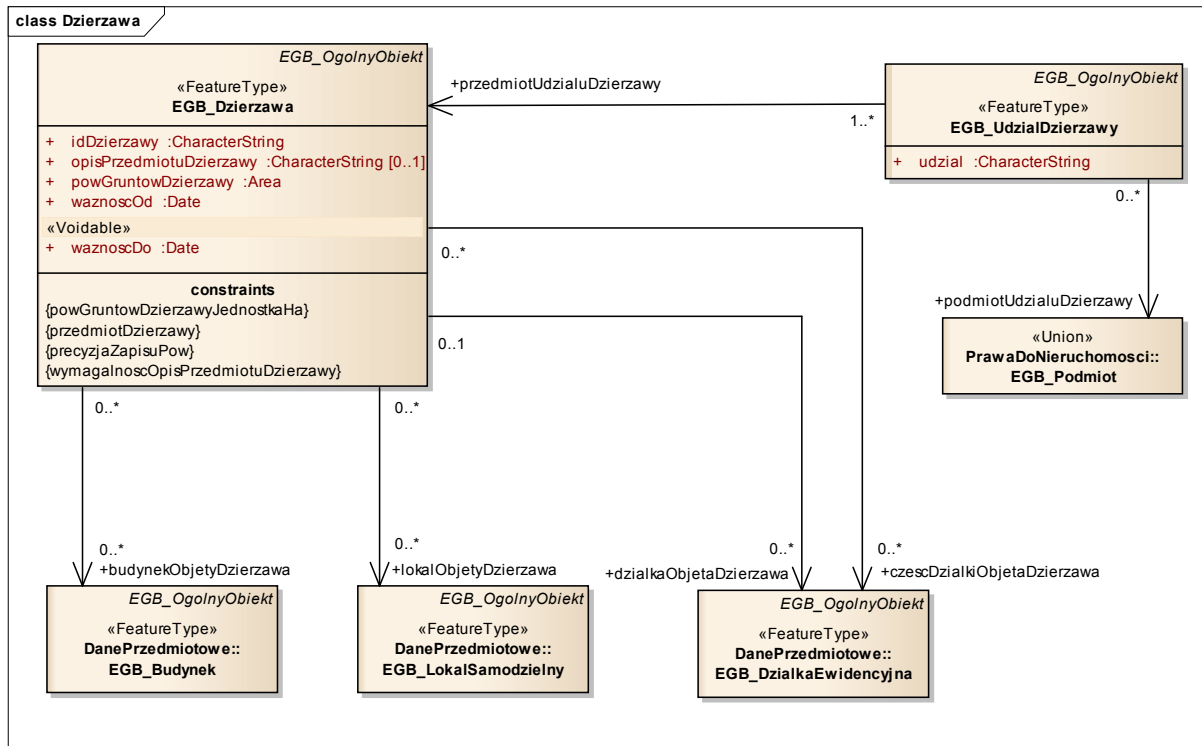 class Dzierzawa
EGB_OgolnyObiekt
«FeatureType»
EGB_Dzierzawa
+ idDzierzawy :CharacterString
+ opisPrzedmiotuDzierzawy :CharacterString [0..1]
+ powGruntowDzierzawy :Area
+ waznoscOd :Date
«Voidable»
+ waznoscDo :Date
constraints
{powGruntowDzierzawyJednostkaHa}
{przedmiotDzierzawy}
{precyzjaZapisuPow}
{wymagalnoscOpisPrzedmiotuDzierzawy}
+przedmiotUdzialuDzierzawy
1..*
EGB_OgolnyObiekt
«FeatureType»
EGB_UdzialDzierzawy
+ udzial :CharacterString
0..*
+podmiotUdzialuDzierzawy
«Union»
PrawaDoNieruchomosci::
EGB_Podmiot
0..*
0..1
0..*
0..*
0..*
+budynekObjetyDzierzawa
0..*
+lokalObjetyDzierzawa
0..*
+dzialkaObjetaDzierzawa
0..*
+czescDzialkiObjetaDzierzawa
EGB_OgolnyObiekt
«FeatureType»
DanePrzedmiotowe::
EGB_Budynek
EGB_OgolnyObiekt
«FeatureType»
DanePrzedmiotowe::
EGB_LokalSamodzielny
EGB_OgolnyObiekt
«FeatureType»
DanePrzedmiotowe::
EGB_DzialkaEwidencyjna